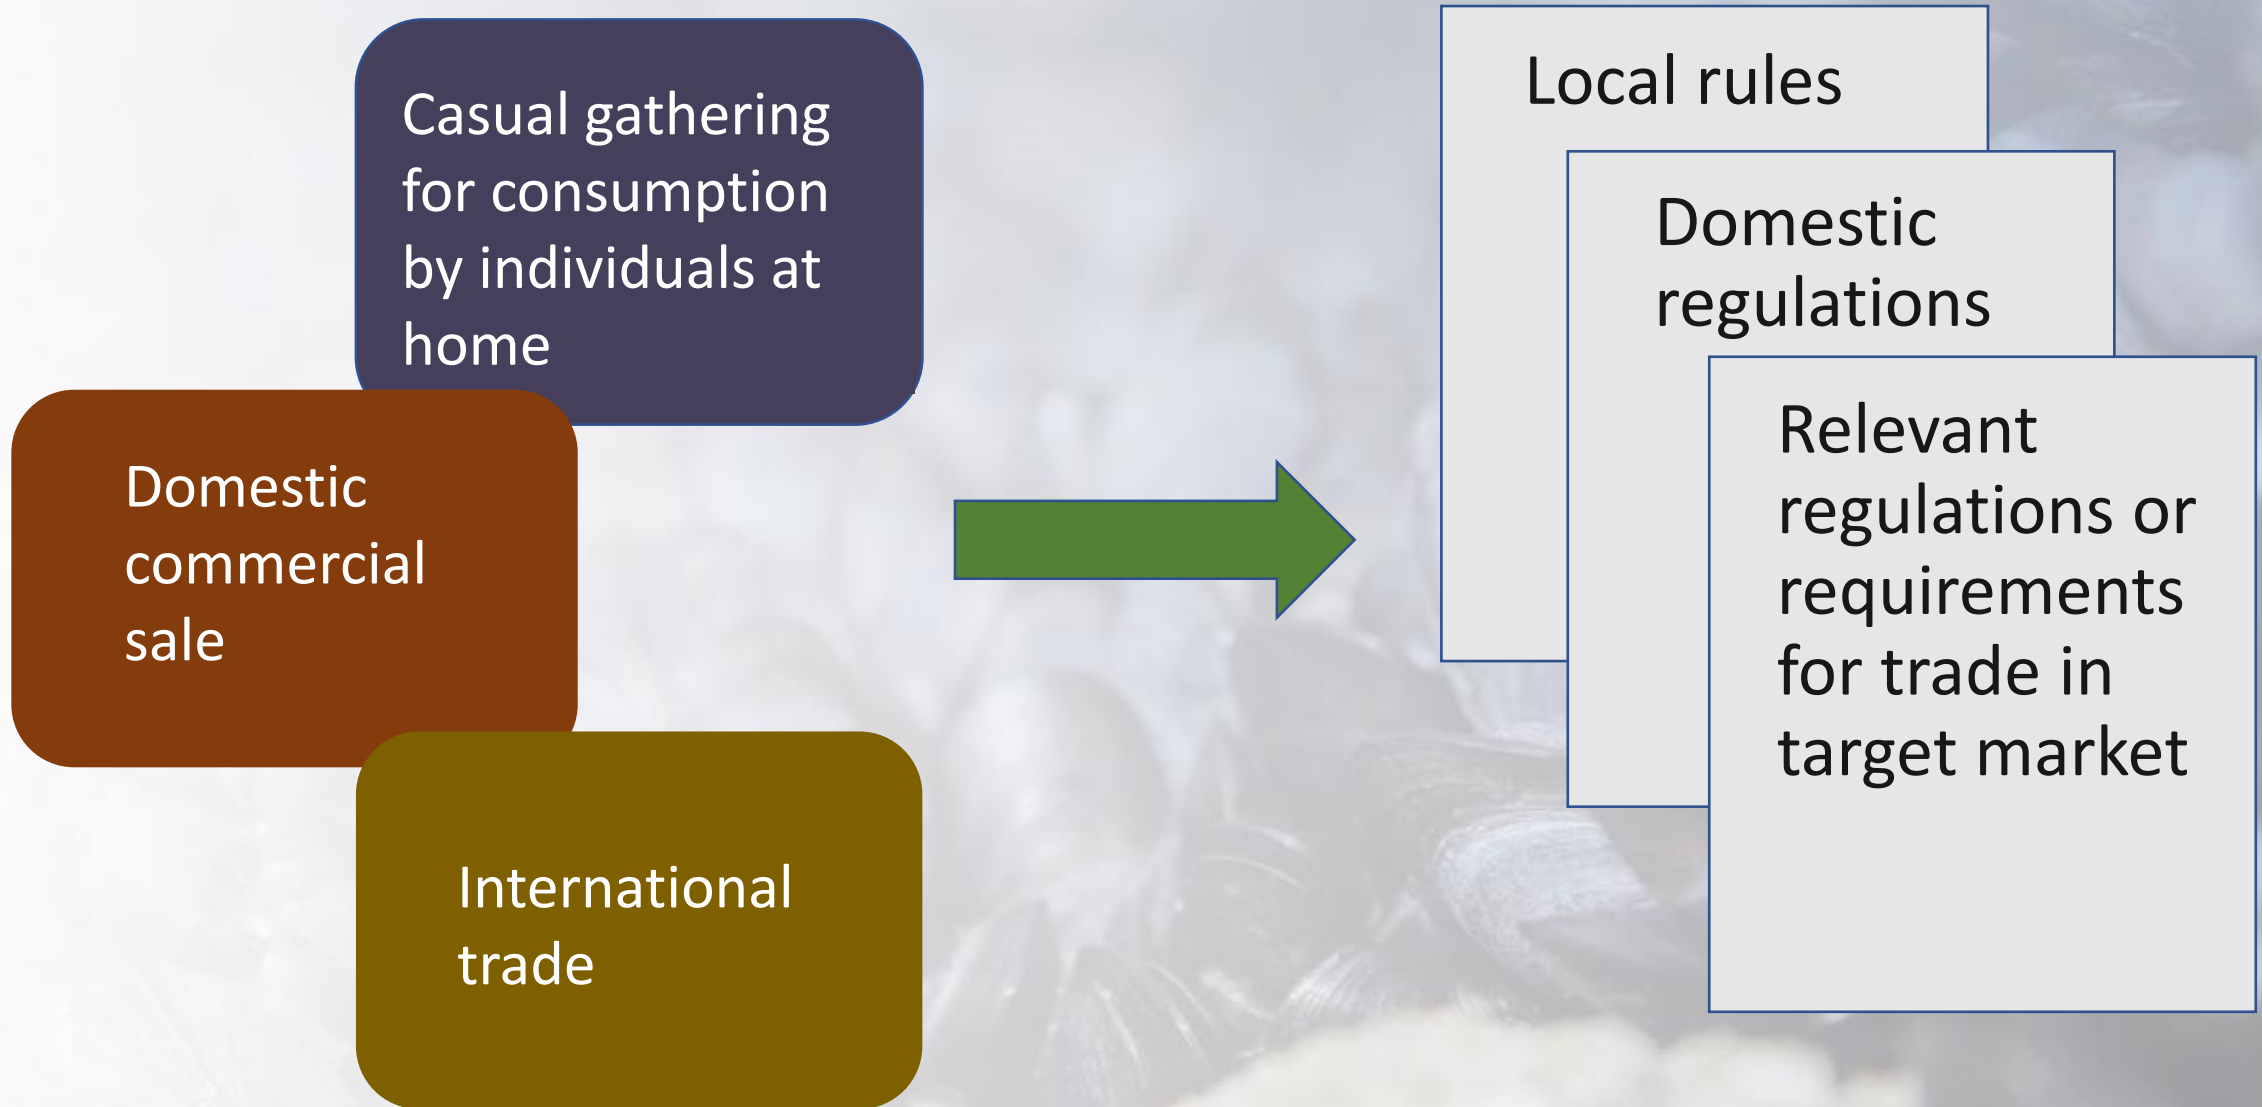 Casual gathering
for consumption
by individuals at
home
Domestic
commercial
sale
International
trade
Local rules
Domestic
regulations
Relevant
regulations or
requirements
for trade in
target market